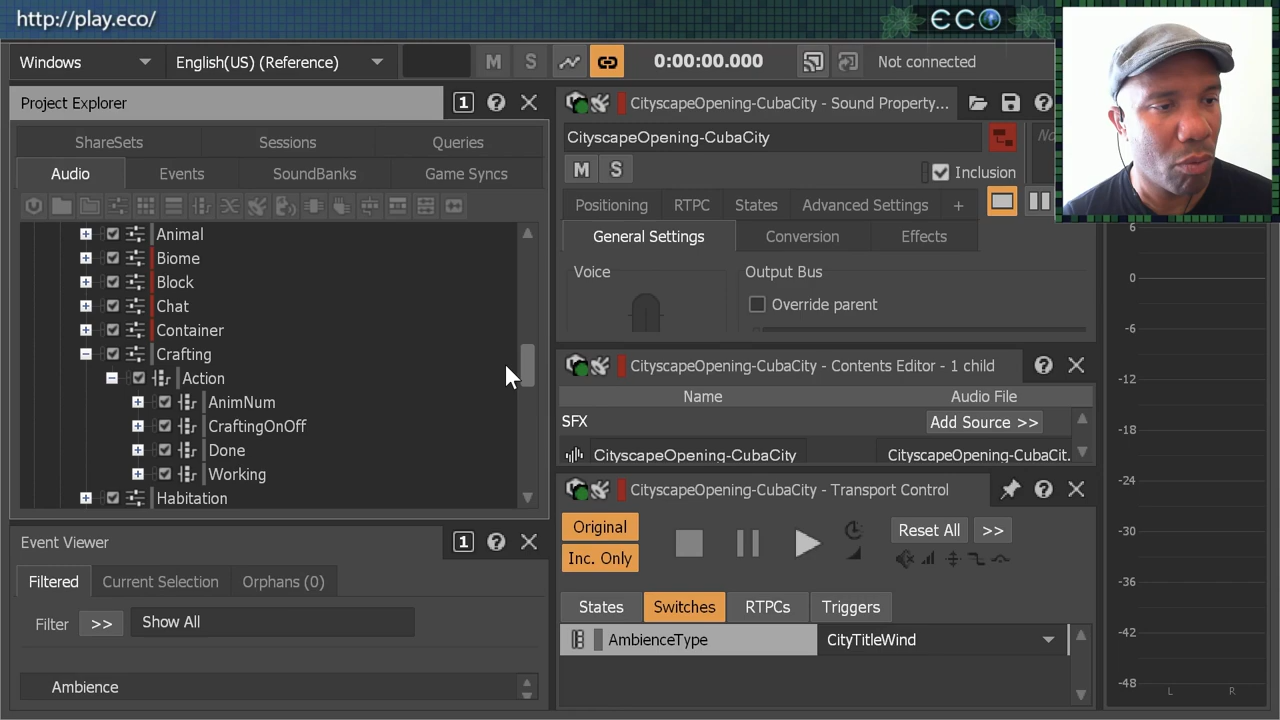 http://play.eco/
ECO
Windows
English(US) (Reference)
M
S
0:00:00.000
Not connected
Project Explorer
1
ShareSets
Sessions
Queries
Audio
Events
SoundBanks
Game Syncs
Animal
Biome
Block
Chat
Container
Crafting
Action
AnimNum
CraftingOnOff
Done
Working
Habitation
Event Viewer
1
Filtered
Current Selection
Orphans (0)
Filter
>>
Show All
Ambience
CityscapeOpening-CubaCity - Sound Property...
CityscapeOpening-CubaCity
M
S
Inclusion
Positioning
RTPC
States
Advanced Settings
+
General Settings
Conversion
Effects
Voice
Output Bus
Override parent
CityscapeOpening-CubaCity - Contents Editor - 1 child
Name
Audio File
SFX
Add Source >>
CityscapeOpening-CubaCity
CityscapeOpening-CubaCit.
CityscapeOpening-CubaCity - Transport Control
Original
Inc. Only
Reset All
>>
States
Switches
RTPCs
Triggers
AmbienceType
CityTitleWind
6
0
-6
-12
-18
-24
-30
-36
-42
-48
L
R